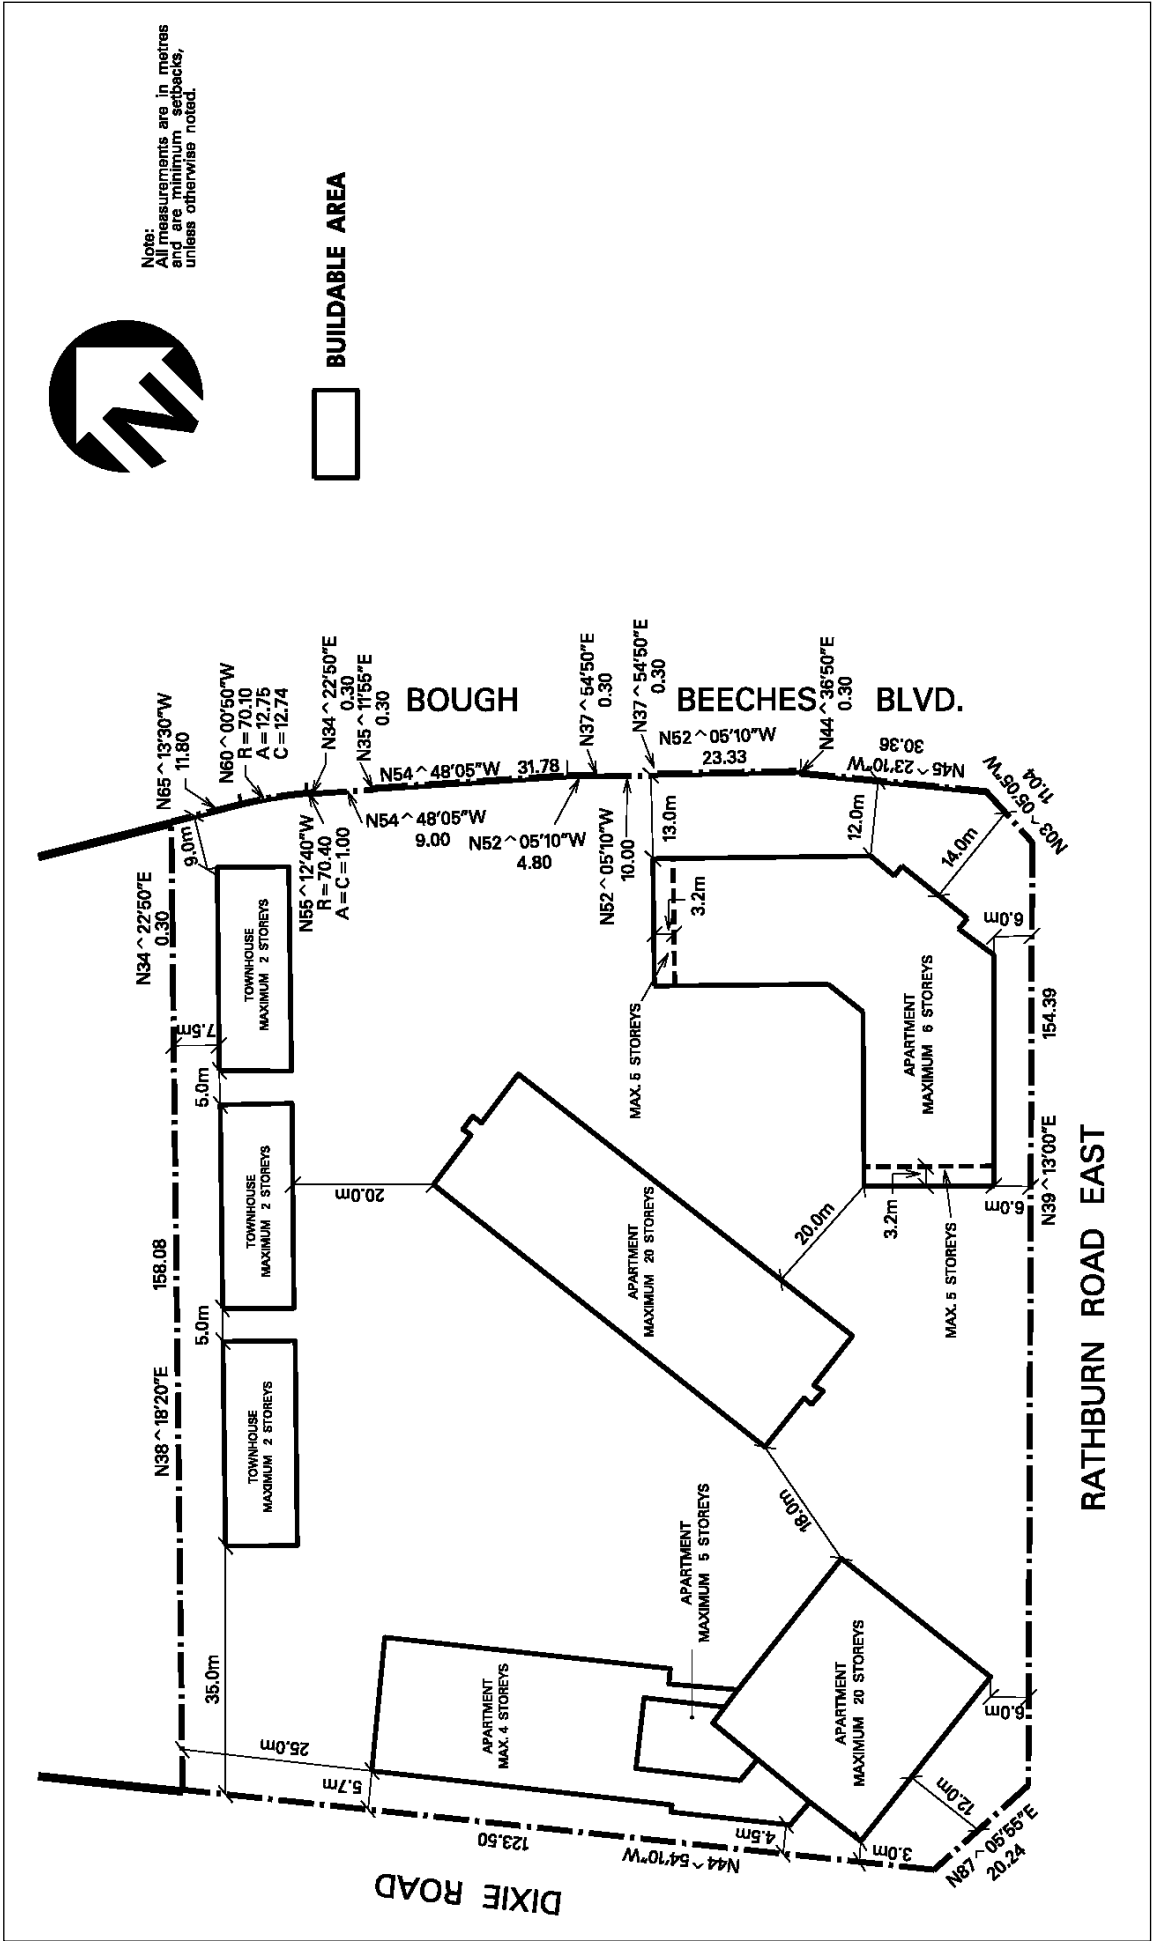 Note:
All measurements are in metres
and are minimum setbacks,
unless otherwise noted.
N
BUILDABLE AREA
N65^13'30"W
11.80
N60^00'50"W
R=70.10
A=12.75
C=12.74
N34^22'50"E
0.30
N35^11'55"E
0.30
BOUGH BEECHES BLVD.
N37^54'50"E
0.30
N37^54'50"E
0.30
N52^05'10"W
23.33
N44^36'50"E
0.30
N45^23'10"W
30.36
N03^05'05"W
11.04
N54^48'05"W
31.78
N55^12'40"W
R=70.40
A=C=1.00
N54^48'05"W
9.00
N52^05'10"W
4.80
N52^05'10"W
10.00
N34^22'50"E
0.30
9.0m
7.5m
TOWNHOUSE
MAXIMUM 2 STOREYS
5.0m
TOWNHOUSE
MAXIMUM 2 STOREYS
5.0m
TOWNHOUSE
MAXIMUM 2 STOREYS
158.08
N38^18'20"E
35.0m
20.0m
13.0m
12.0m
14.0m
3.2m
MAX. 5 STOREYS
APARTMENT
MAXIMUM 6 STOREYS
6.0m
154.39
N39^13'00"E
6.0m
3.2m
MAX. 5 STOREYS
20.0m
APARTMENT
MAXIMUM 20 STOREYS
18.0m
APARTMENT
MAXIMUM 5 STOREYS
APARTMENT
MAX. 4 STOREYS
APARTMENT
MAXIMUM 20 STOREYS
25.0m
5.7m
4.5m
3.0m
12.0m
6.0m
123.50
N44^54'10"W
N87^05'55"E
20.24
DIXIE ROAD
RATHBURN ROAD EAST